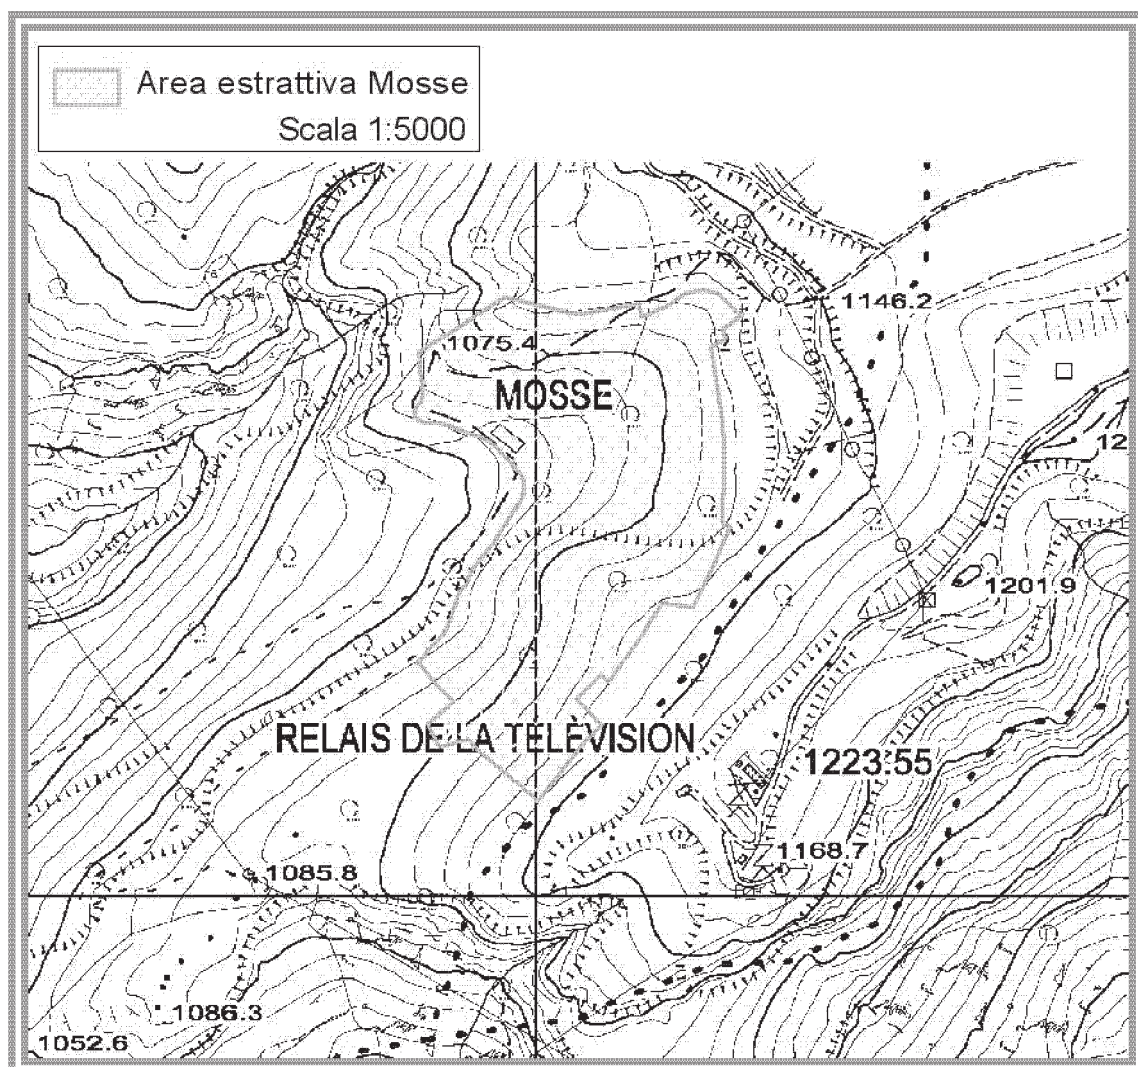 Area estrattiva Mosse
Scala 1:5000
1146.2
1075.4
MOSSE
12
1201.9
RELAIS DE LA TELEVISION
1223.55
1168.7
1085.8
1086.3
1052.6